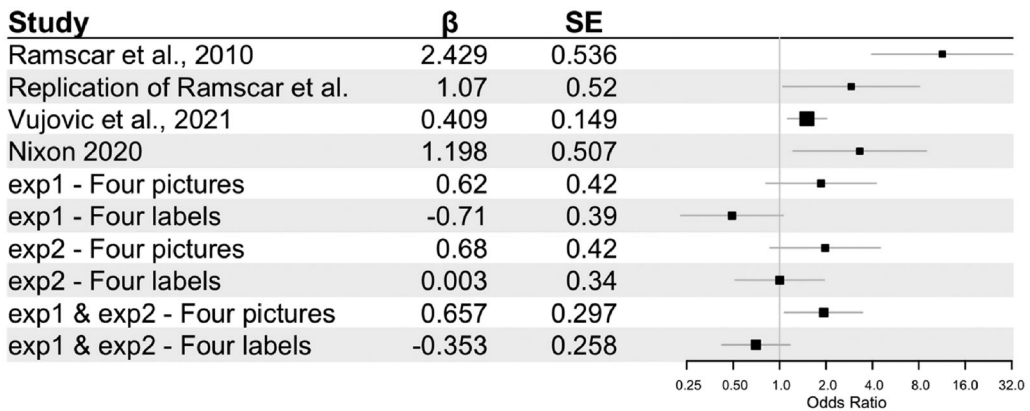 Study β SE
Ramscar et al., 2010 2.429 0.536
Replication of Ramscar et al. 1.07 0.52
Vujovic et al., 2021 0.409 0.149
Nixon 2020 1.198 0.507
exp1 - Four pictures 0.62 0.42
exp1 - Four labels -0.71 0.39
exp2 - Four pictures 0.68 0.42
exp2 - Four labels 0.003 0.34
exp1 & exp2 - Four pictures 0.657 0.297
exp1 & exp2 - Four labels -0.353 0.258
0.25 0.50 1.0 2.0 4.0 8.0 16.0 32.0
Odds Ratio